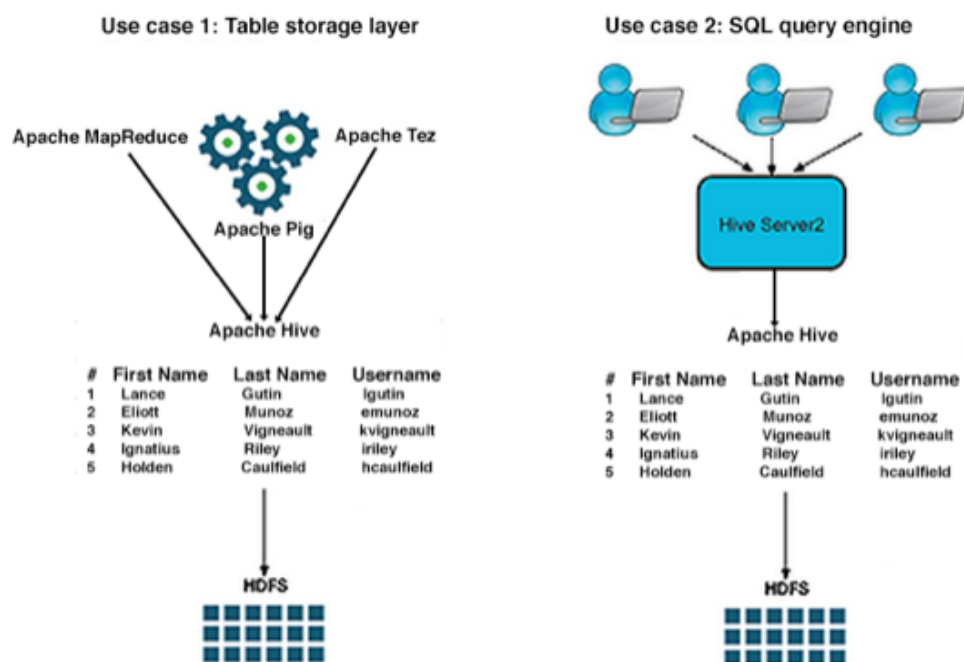 Use case 1: Table storage layer
Apache MapReduce
Apache Tez
Apache Pig
Apache Hive
# First Name Last Name Username
1 Lance Gutin lgutin
2 Eliott Munoz emunoz
3 Kevin Vigneault kvigneault
4 Ignatius Riley iriley
5 Holden Caulfield hcaulfield
HDFS
Use case 2: SQL query engine
Hive Server2
Apache Hive
# First Name Last Name Username
1 Lance Gutin lgutin
2 Eliott Munoz emunoz
3 Kevin Vigneault kvigneault
4 Ignatius Riley iriley
5 Holden Caulfield hcaulfield
HDFS